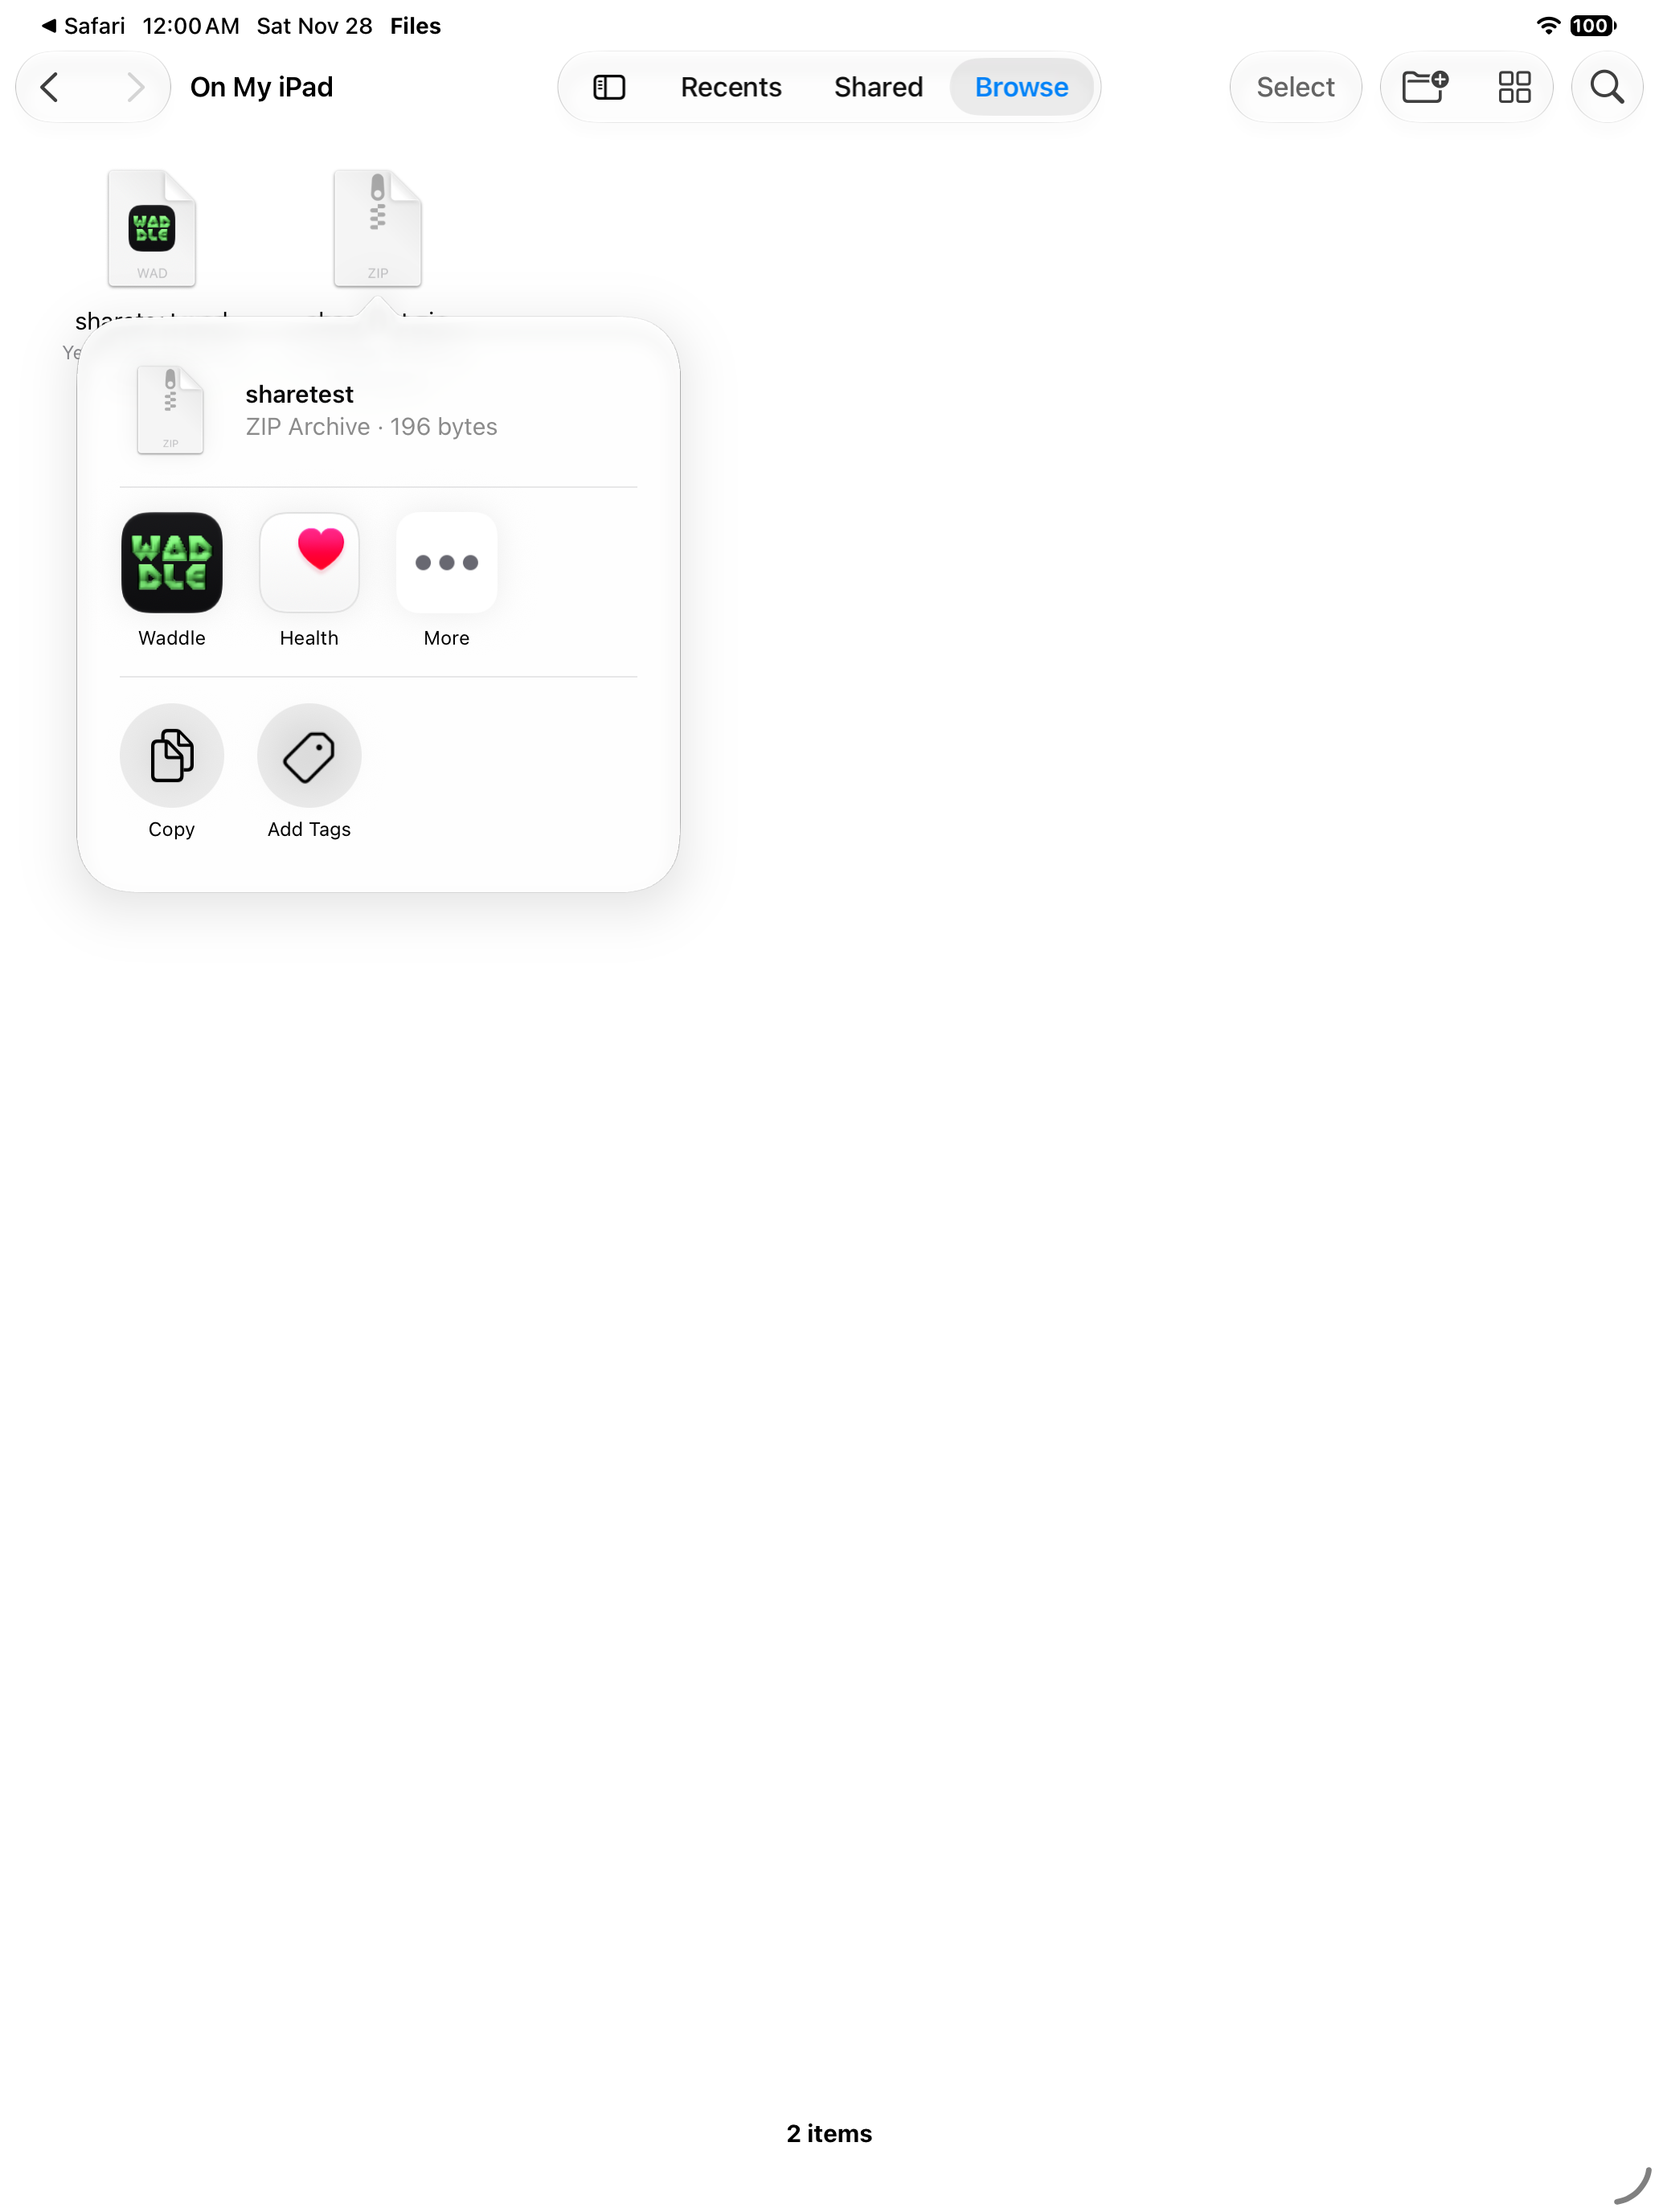 ◀ Safari 12:00 AM Sat Nov 28 Files 100
On My iPad Recents Shared Browse Select
WAD
DLE
WAD
ZIP
sharetest
ZIP Archive · 196 bytes
ZIP
WAD
DLE
Waddle Health More
Copy Add Tags
2 items